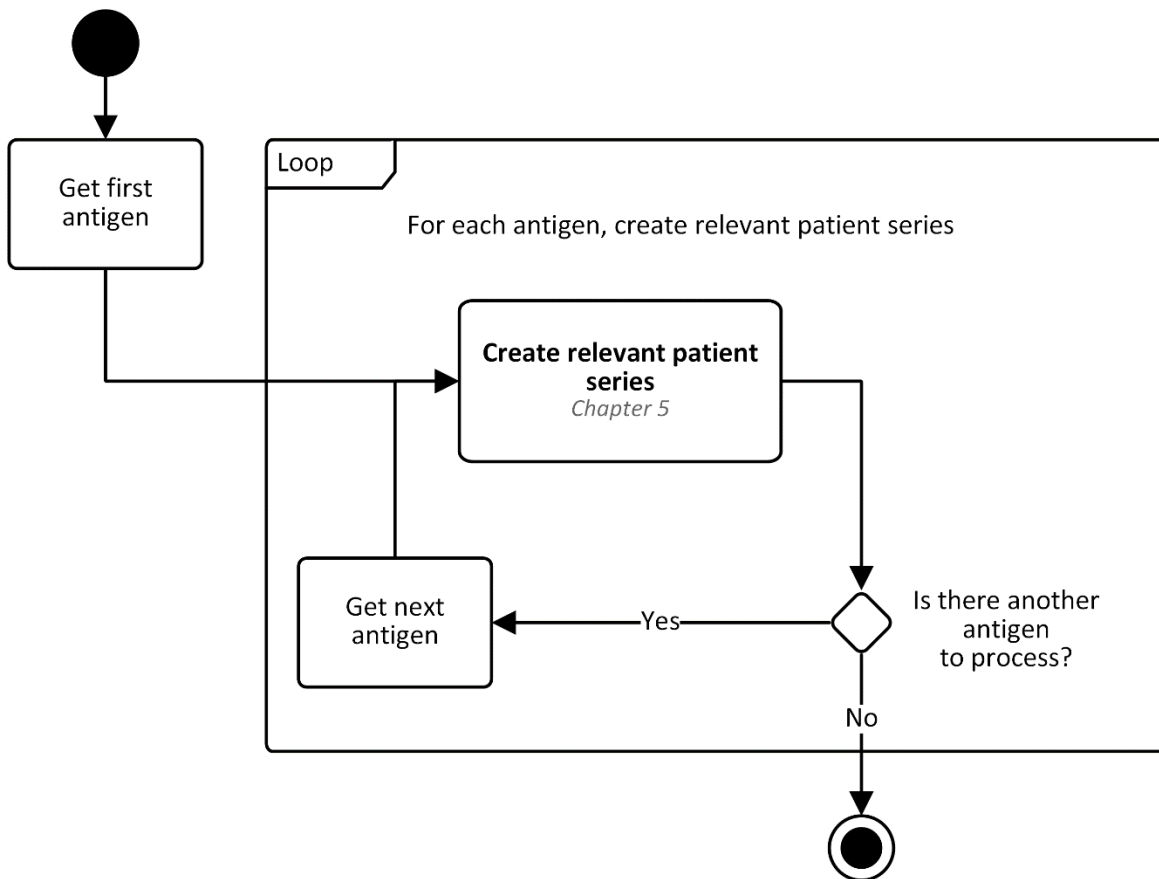 Get first
antigen
Loop
For each antigen, create relevant patient series
Create relevant patient
series
Chapter 5
Get next
antigen
Yes
Is there another
antigen
to process?
No